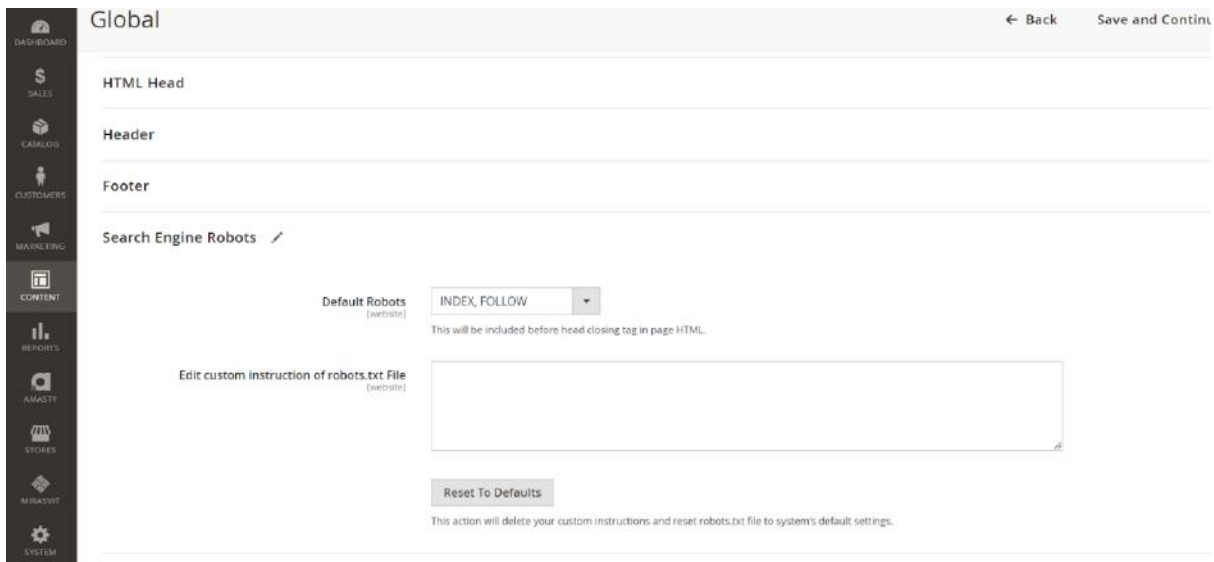 Global
← Back
Save and Continu
DASHBOARD
SALES
CATALOG
CUSTOMERS
MARKETING
CONTENT
REPORTS
AMASTY
STORES
MIRASVIT
SYSTEM
HTML Head
Header
Footer
Search Engine Robots
Default Robots
[website]
INDEX, FOLLOW
This will be included before head closing tag in page HTML.
Edit custom instruction of robots.txt File
[website]
Reset To Defaults
This action will delete your custom instructions and reset robots.txt file to system's default settings.